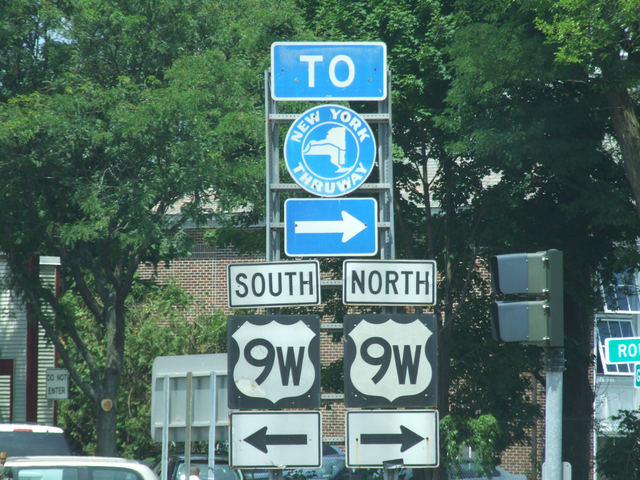 TO
NEW YORK
THRUWAY
SOUTH NORTH
9W 9W
DO NOT
ENTER